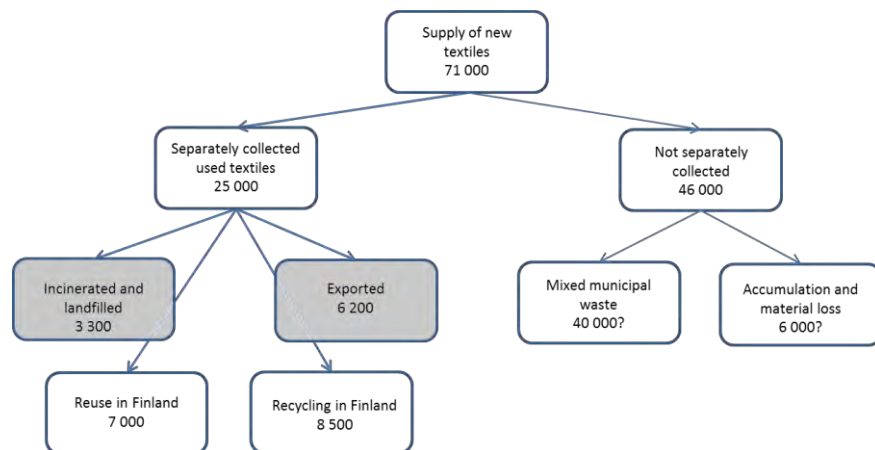 Supply of new
textiles
71 000
Separately collected
used textiles
25 000
Not separately
collected
46 000
Incinerated and
landfilled
3 300
Exported
6 200
Mixed municipal
waste
40 000?
Accumulation and
material loss
6 000?
Reuse in Finland
7 000
Recycling in Finland
8 500